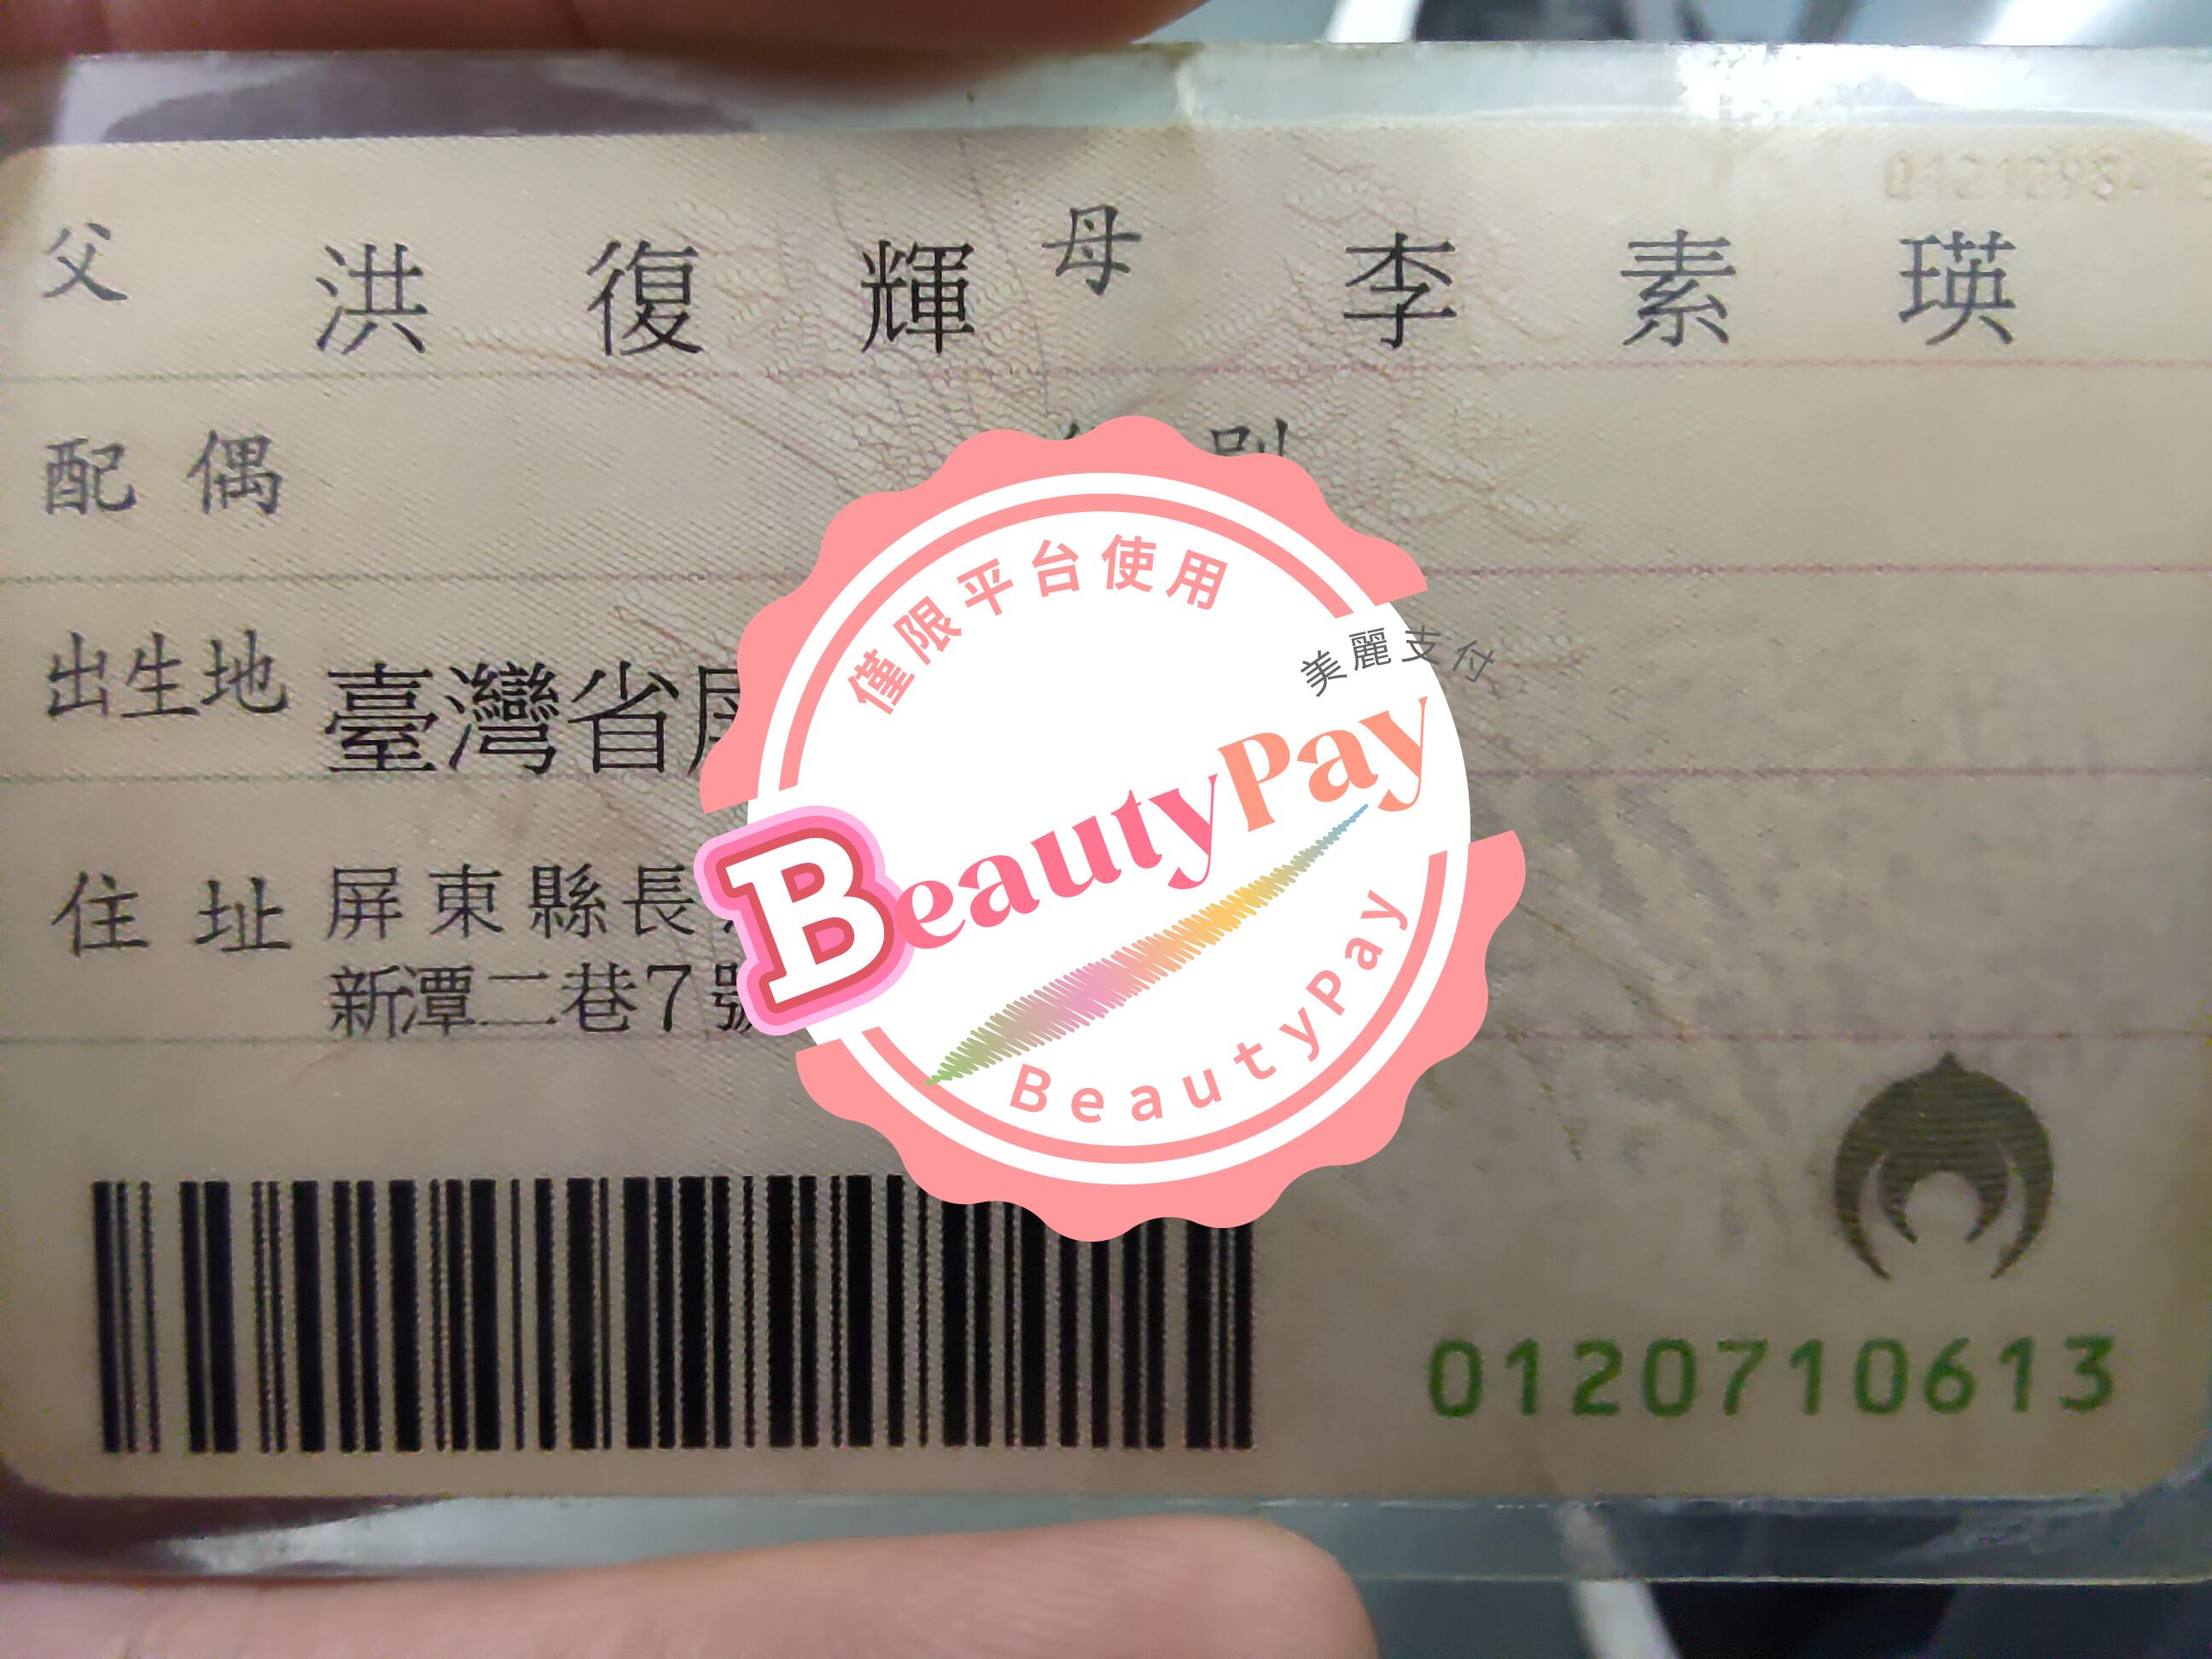 父 洪復輝 母 李素瑛
配偶
出生地 臺灣省
住址 屏東縣長
新潭二巷7號
僅限平台使用
美麗支付
BeautyPay
BeautyPay
0120710613